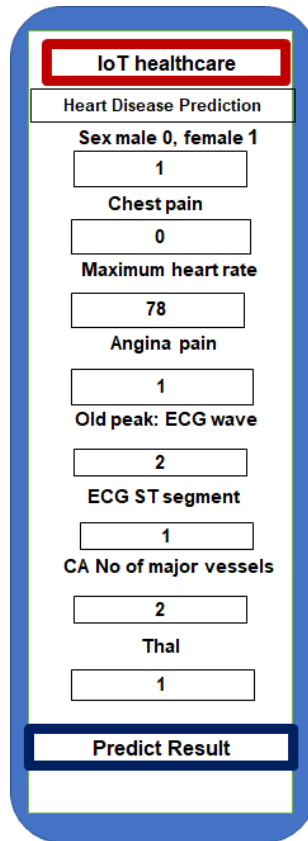 IoT healthcare
Heart Disease Prediction
Sex male 0, female 1
1
Chest pain
0
Maximum heart rate
78
Angina pain
1
Old peak: ECG wave
2
ECG ST segment
1
CA No of major vessels
2
Thal
1
Predict Result